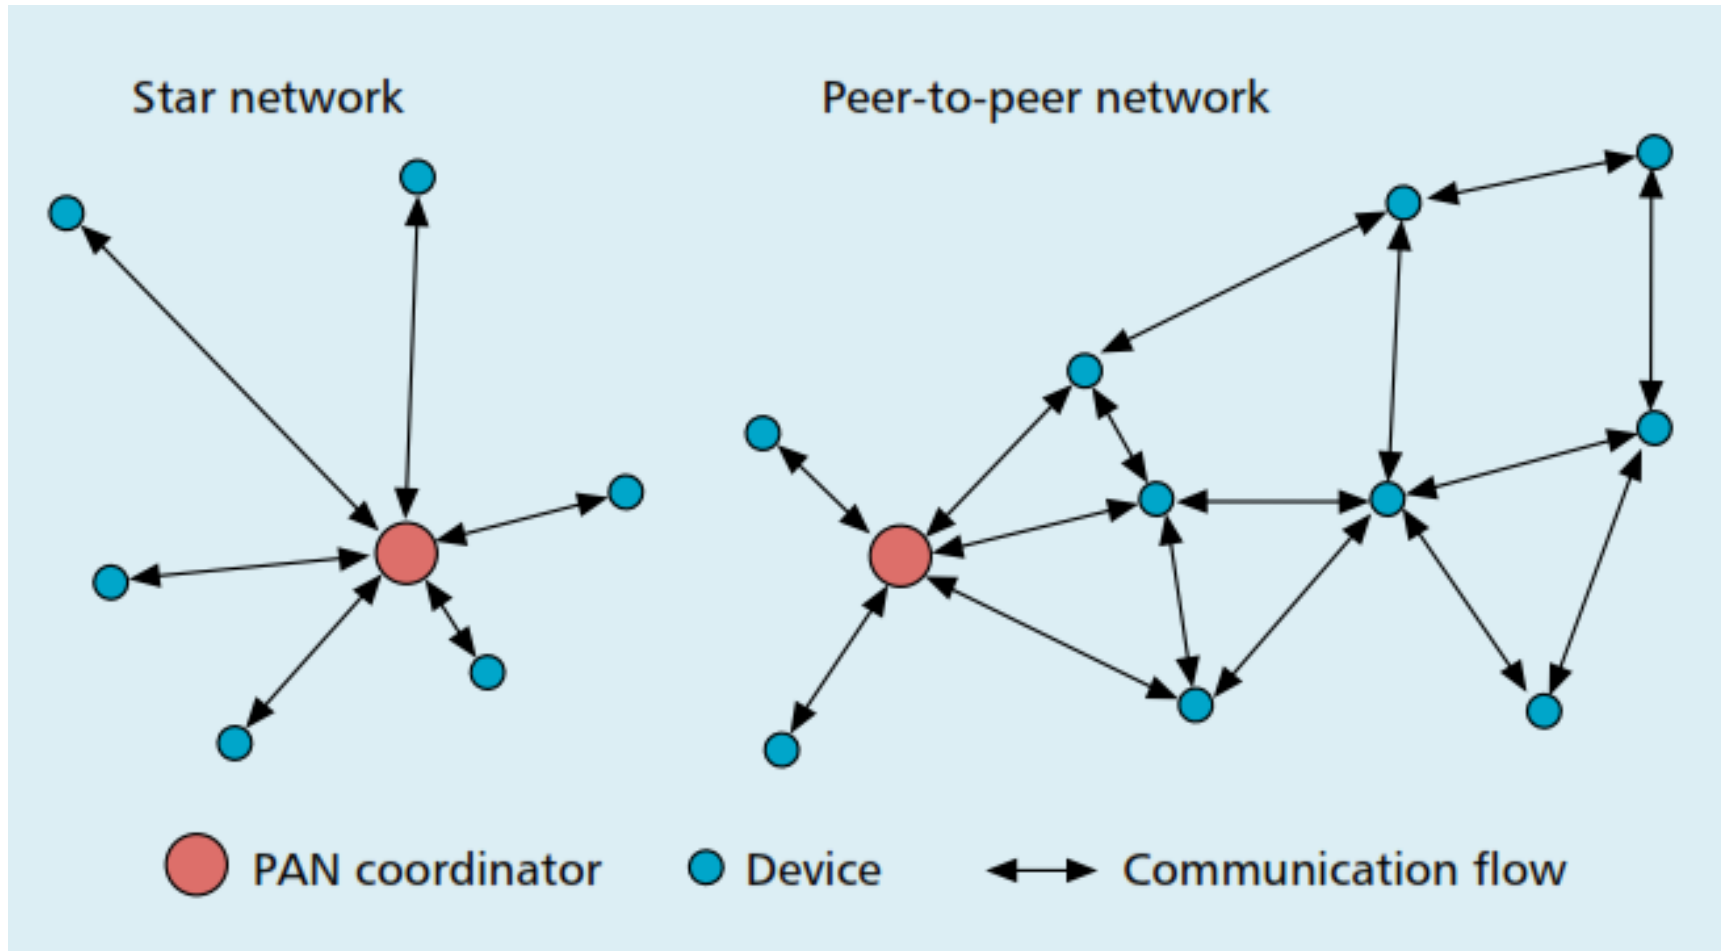 Star network
Peer-to-peer network
PAN coordinator
Device
Communication flow